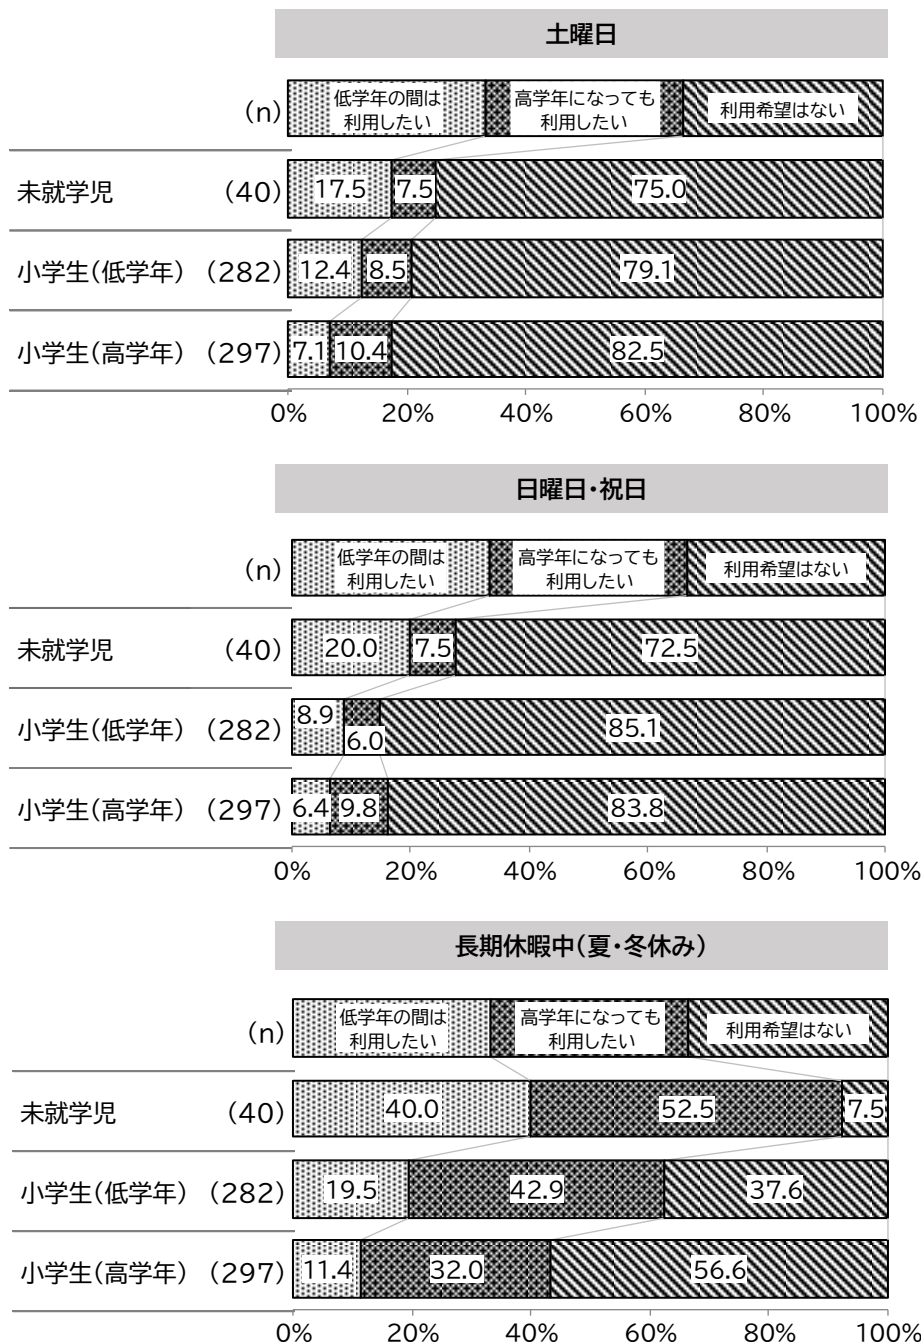 土曜日
(n)
低学年の間は
利用したい
高学年になっても
利用したい
利用希望はない
未就学児 (40) 17.5 7.5 75.0
小学生(低学年) (282) 12.4 8.5 79.1
小学生(高学年) (297) 7.1 10.4 82.5
0% 20% 40% 60% 80% 100%
日曜日・祝日
(n)
低学年の間は
利用したい
高学年になっても
利用したい
利用希望はない
未就学児 (40) 20.0 7.5 72.5
小学生(低学年) (282) 8.9 6.0 85.1
小学生(高学年) (297) 6.4 9.8 83.8
0% 20% 40% 60% 80% 100%
長期休暇中(夏・冬休み)
(n)
低学年の間は
利用したい
高学年になっても
利用したい
利用希望はない
未就学児 (40) 40.0 52.5 7.5
小学生(低学年) (282) 19.5 42.9 37.6
小学生(高学年) (297) 11.4 32.0 56.6
0% 20% 40% 60% 80% 100%